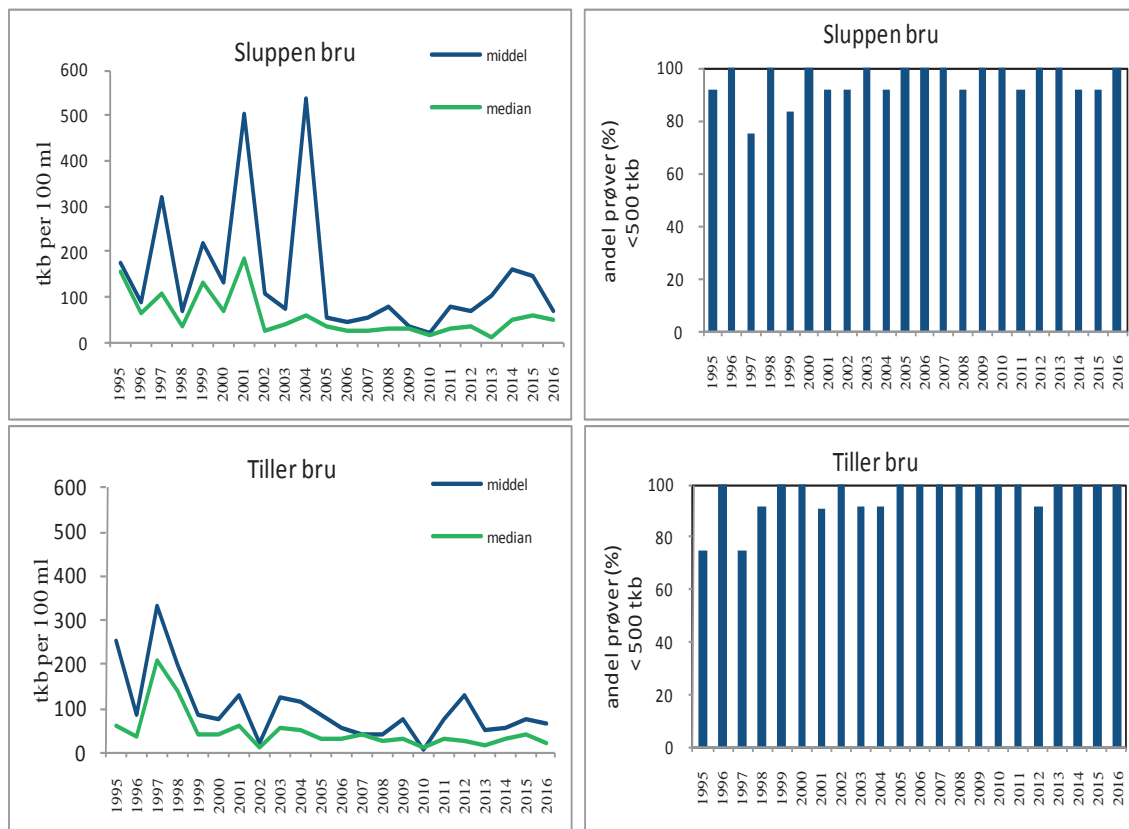 Sluppen bru
middel
median
600
500
400
300
200
100
0
tkb per 100 ml
1995 1996 1997 1998 1999 2000 2001 2002 2003 2004 2005 2006 2007 2008 2009 2010 2011 2012 2013 2014 2015 2016
Sluppen bru
100
80
60
40
20
0
andel prøver (%)
<500 tkb
1995 1996 1997 1998 1999 2000 2001 2002 2003 2004 2005 2006 2007 2008 2009 2010 2011 2012 2013 2014 2015 2016
Tiller bru
middel
median
600
500
400
300
200
100
0
tkb per 100 ml
1995 1996 1997 1998 1999 2000 2001 2002 2003 2004 2005 2006 2007 2008 2009 2010 2011 2012 2013 2014 2015 2016
Tiller bru
100
80
60
40
20
0
andel prøver (%)
< 500 tkb
1995 1996 1997 1998 1999 2000 2001 2002 2003 2004 2005 2006 2007 2008 2009 2010 2011 2012 2013 2014 2015 2016